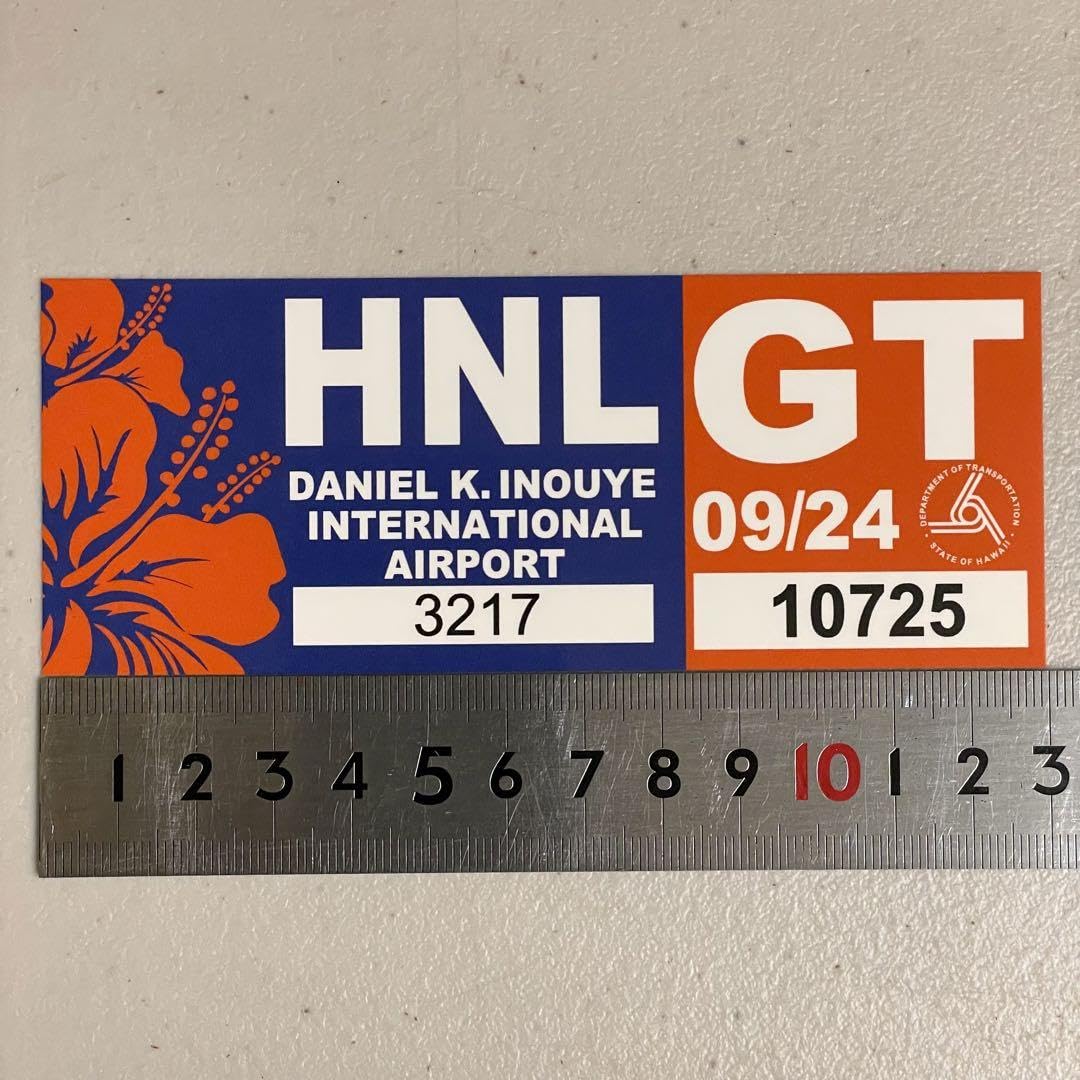 HNL
DANIEL K. INOUYE
INTERNATIONAL
AIRPORT
3217
GT
09/24
DEPARTMENT OF TRANSPORTATION
• STATE OF HAWAII •
10725
1 2 3 4 5 6 7 8 9 10 1 2 3